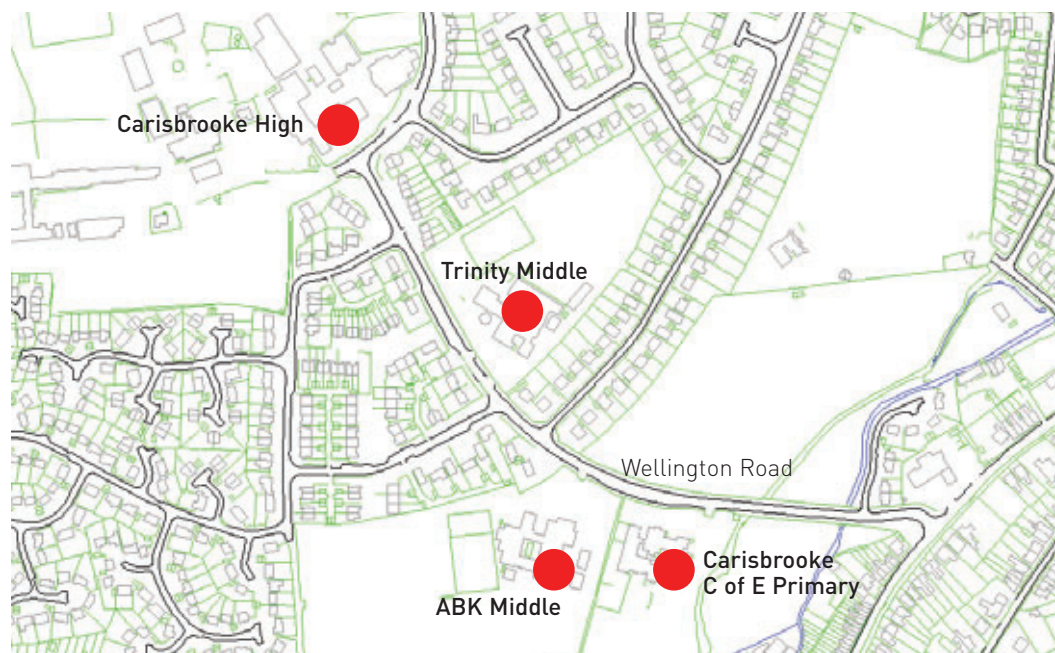 Carisbrooke High
Trinity Middle
Wellington Road
Carisbrooke
C of E Primary
ABK Middle